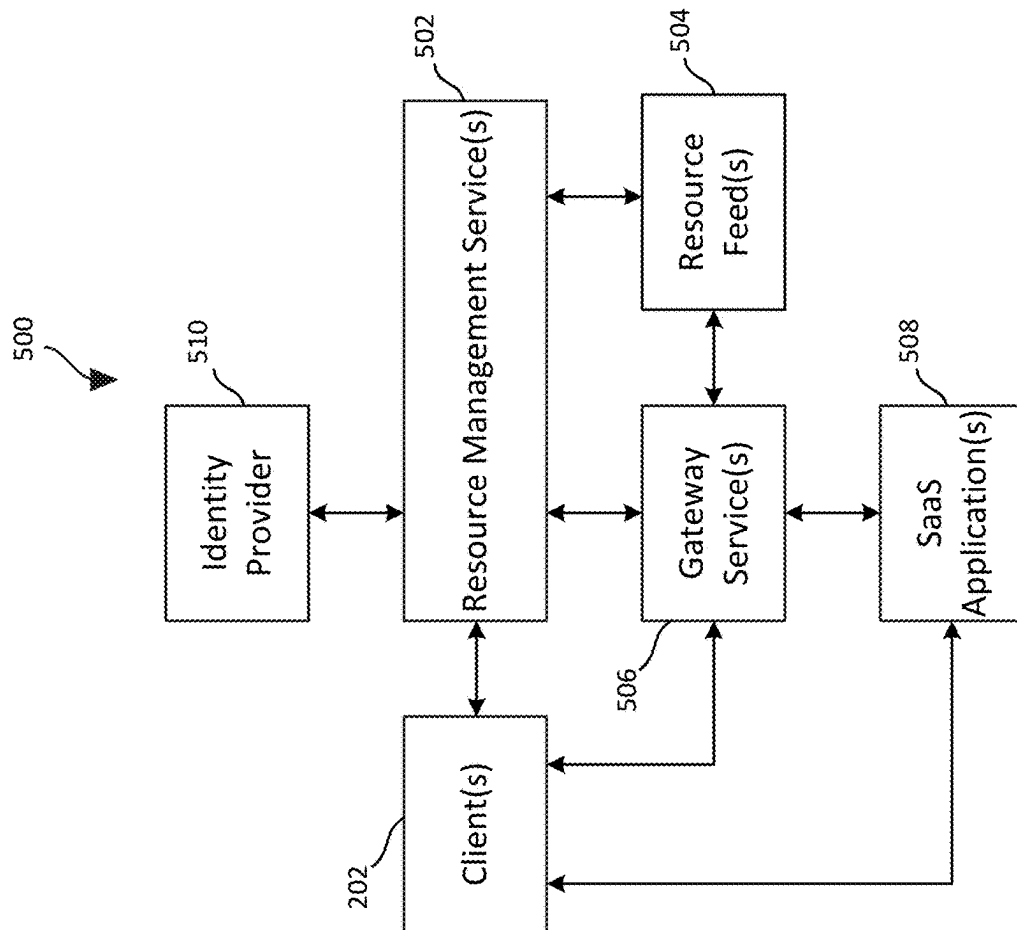 500
510
Identity
Provider
502
Resource Management Service(s)
202
Client(s)
506
Gateway
Service(s)
504
Resource
Feed(s)
508
SaaS
Application(s)